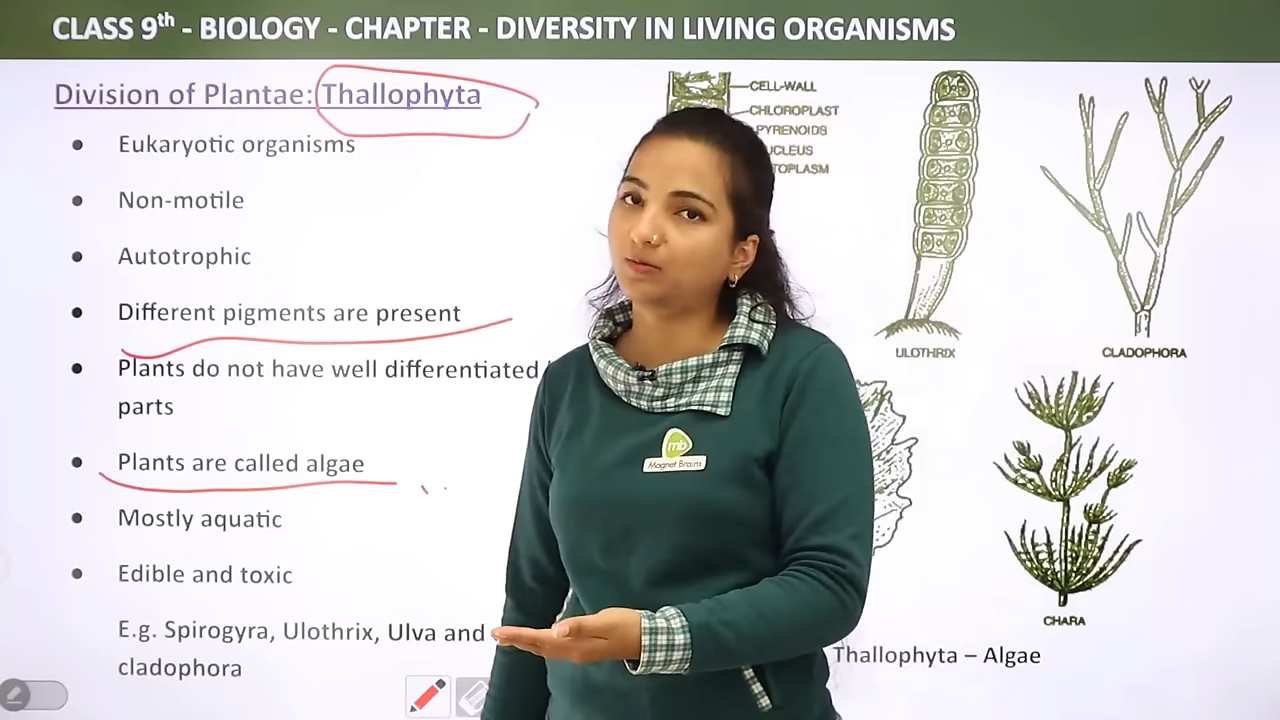 CLASS 9th - BIOLOGY - CHAPTER - DIVERSITY IN LIVING ORGANISMS
Division of Plantae: Thallophyta
Eukaryotic organisms
Non-motile
Autotrophic
Different pigments are present
Plants do not have well differentiated
parts
Plants are called algae
Mostly aquatic
Edible and toxic
E.g. Spirogyra, Ulothrix, Ulva and
cladophora
CELL-WALL
CHLOROPLAST
PYRENOIDS
UCLEUS
TOPLASM
ULOTHRIX
CLADOPHORA
CHARA
Thallophyta – Algae
mb
Magnet Brains